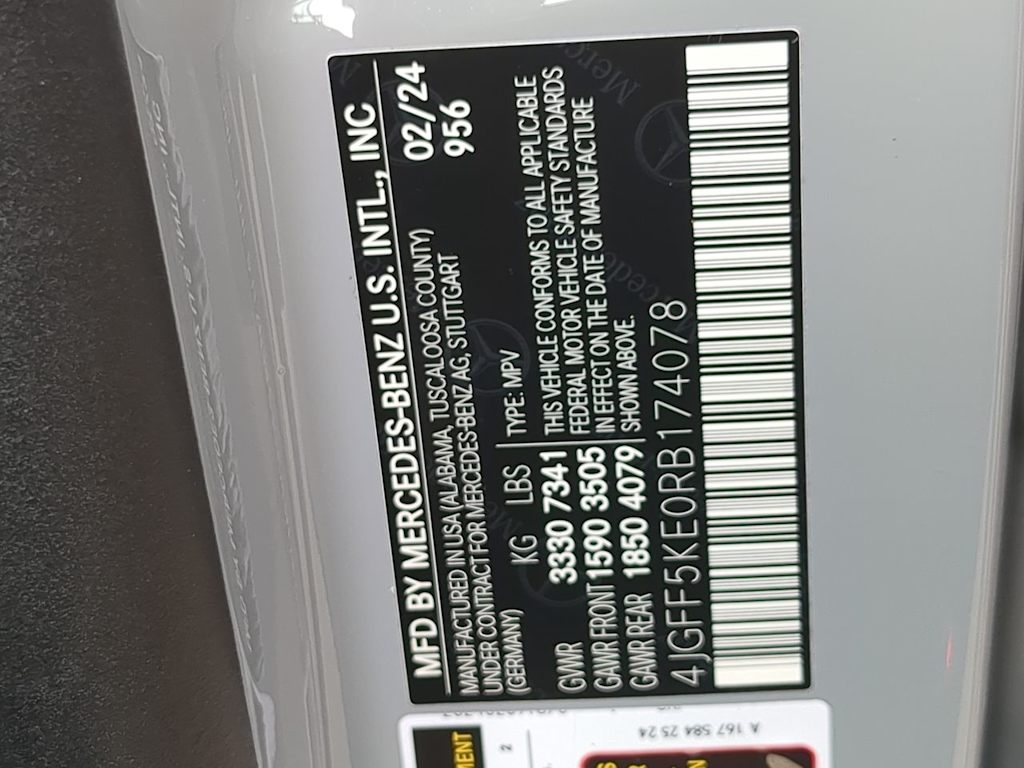 MFD BY MERCEDES-BENZ U.S. INTL., INC
MANUFACTURED IN USA (ALABAMA, TUSCALOOSA COUNTY) 02/24
UNDER CONTRACT FOR MERCEDES-BENZ AG, STUTTGART 956
(GERMANY) KG LBS TYPE: MPV
GWR 3330 7341 THIS VEHICLE CONFORMS TO ALL APPLICABLE
GAWR FRONT 1590 3505 FEDERAL MOTOR VEHICLE SAFETY STANDARDS
GAWR REAR 1850 4079 IN EFFECT ON THE DATE OF MANUFACTURE
SHOWN ABOVE.
4JGFF5KE0RB174078
A 167 584 25 24
2